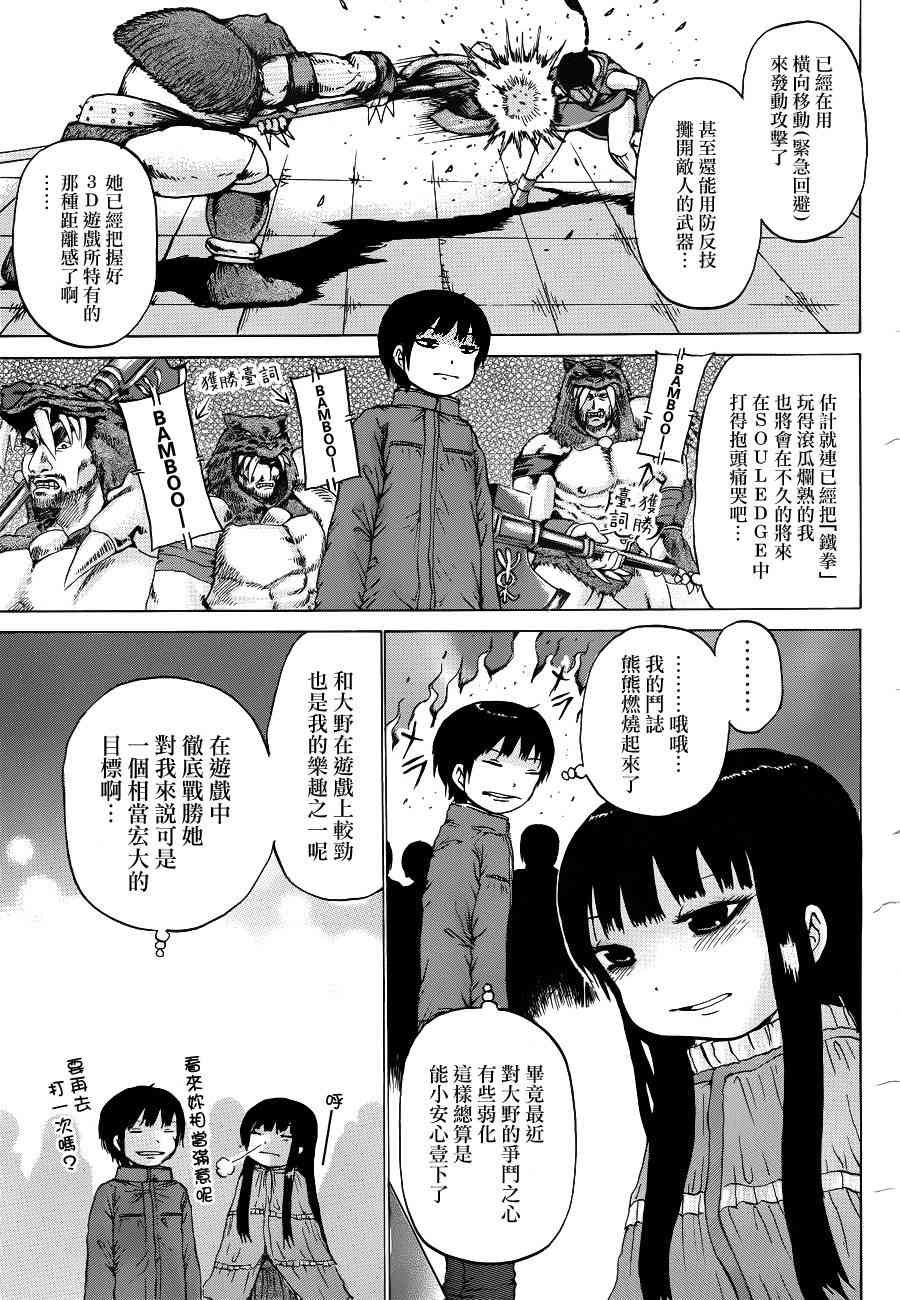 已經在用
橫向移動(緊急回避)
來發動攻擊了
甚至還能用防反技
攤開敵人的武器…
她已經把握好
3D遊戲所特有的
那種距離感了啊
……
估計就連已經把「鐵拳」
玩得滾瓜爛熟的我
也將會在不久的將來
在SOULEDGE中
打得抱頭痛哭吧…
BAMBOO—
獲勝
臺詞
BAMBOO—
獲勝臺詞
BAMBOO—
………
………哦哦…
我的鬥誌
熊熊燃燒起來了
畢竟最近
對大野的爭鬥之心
有些弱化
這樣總算是
能小安心壹下了
和大野在遊戲上較勁
也是我的樂趣之一呢
在遊戲中
徹底戰勝她
對我來説可是
一個相當宏大的
目標啊…
呼
看來妳相當滿意呢
要再去
打一次嗎？